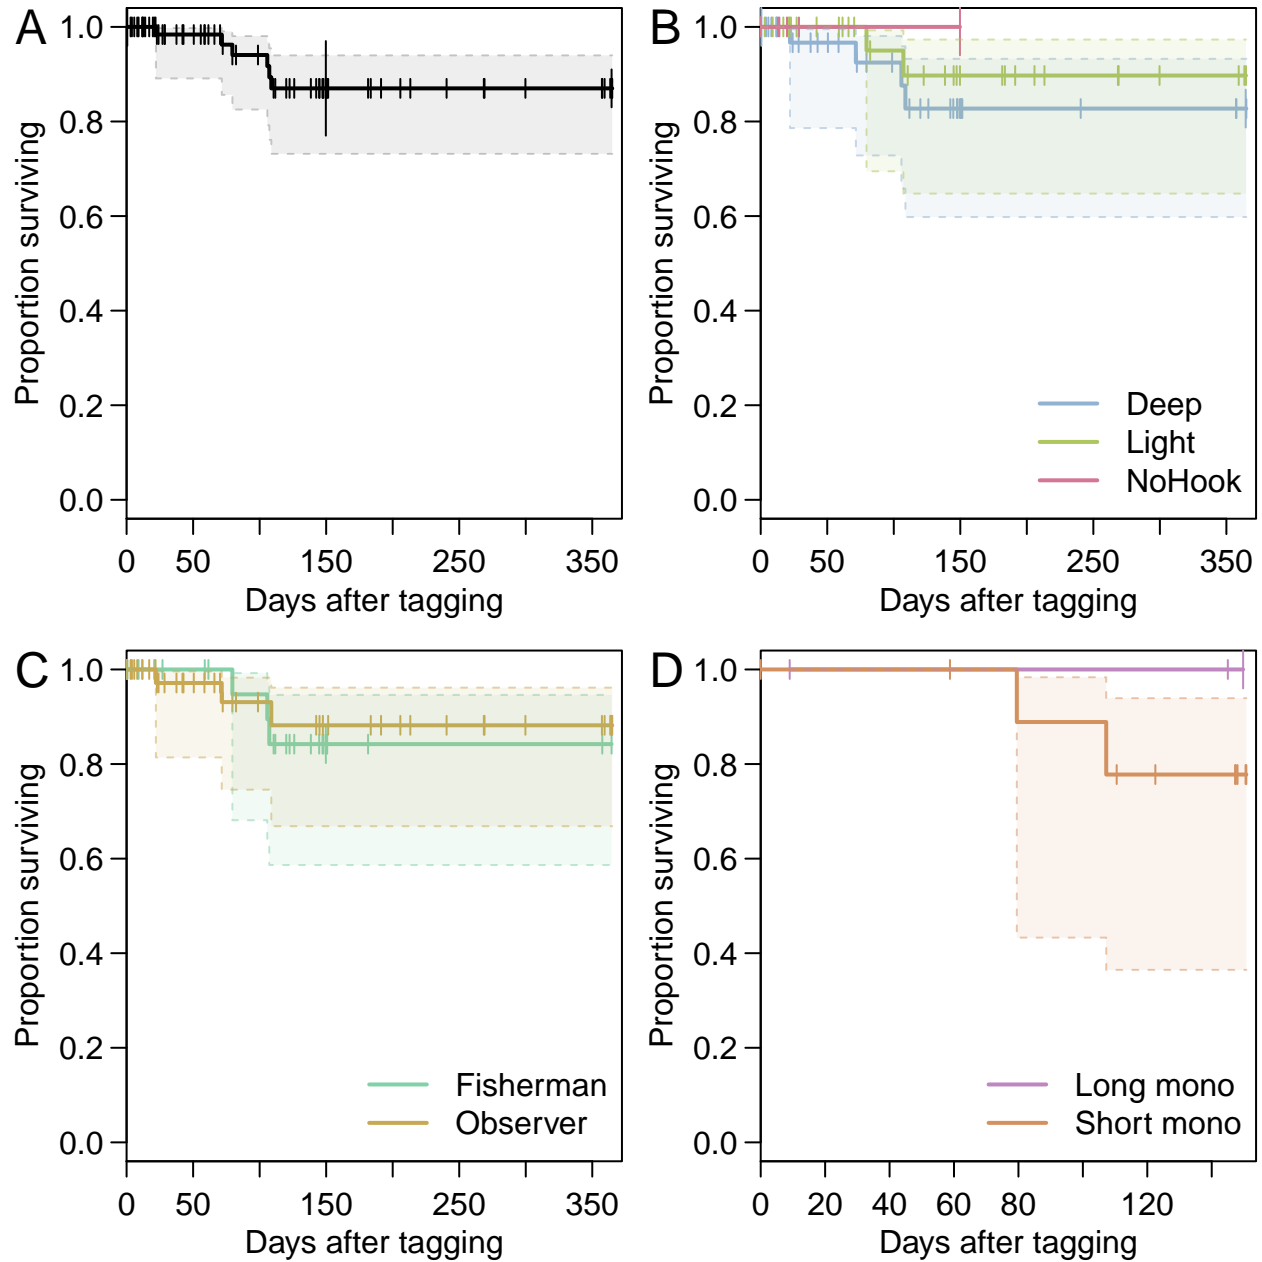 A
1.0
0.8
0.6
0.4
0.2
0.0
Proportion surviving
0 50 150 250 350
Days after tagging
B
1.0
0.8
0.6
0.4
0.2
0.0
Proportion surviving
Deep
Light
NoHook
0 50 150 250 350
Days after tagging
C
1.0
0.8
0.6
0.4
0.2
0.0
Proportion surviving
Fisherman
Observer
0 50 150 250 350
Days after tagging
D
1.0
0.8
0.6
0.4
0.2
0.0
Proportion surviving
Long mono
Short mono
0 20 40 60 80 120
Days after tagging